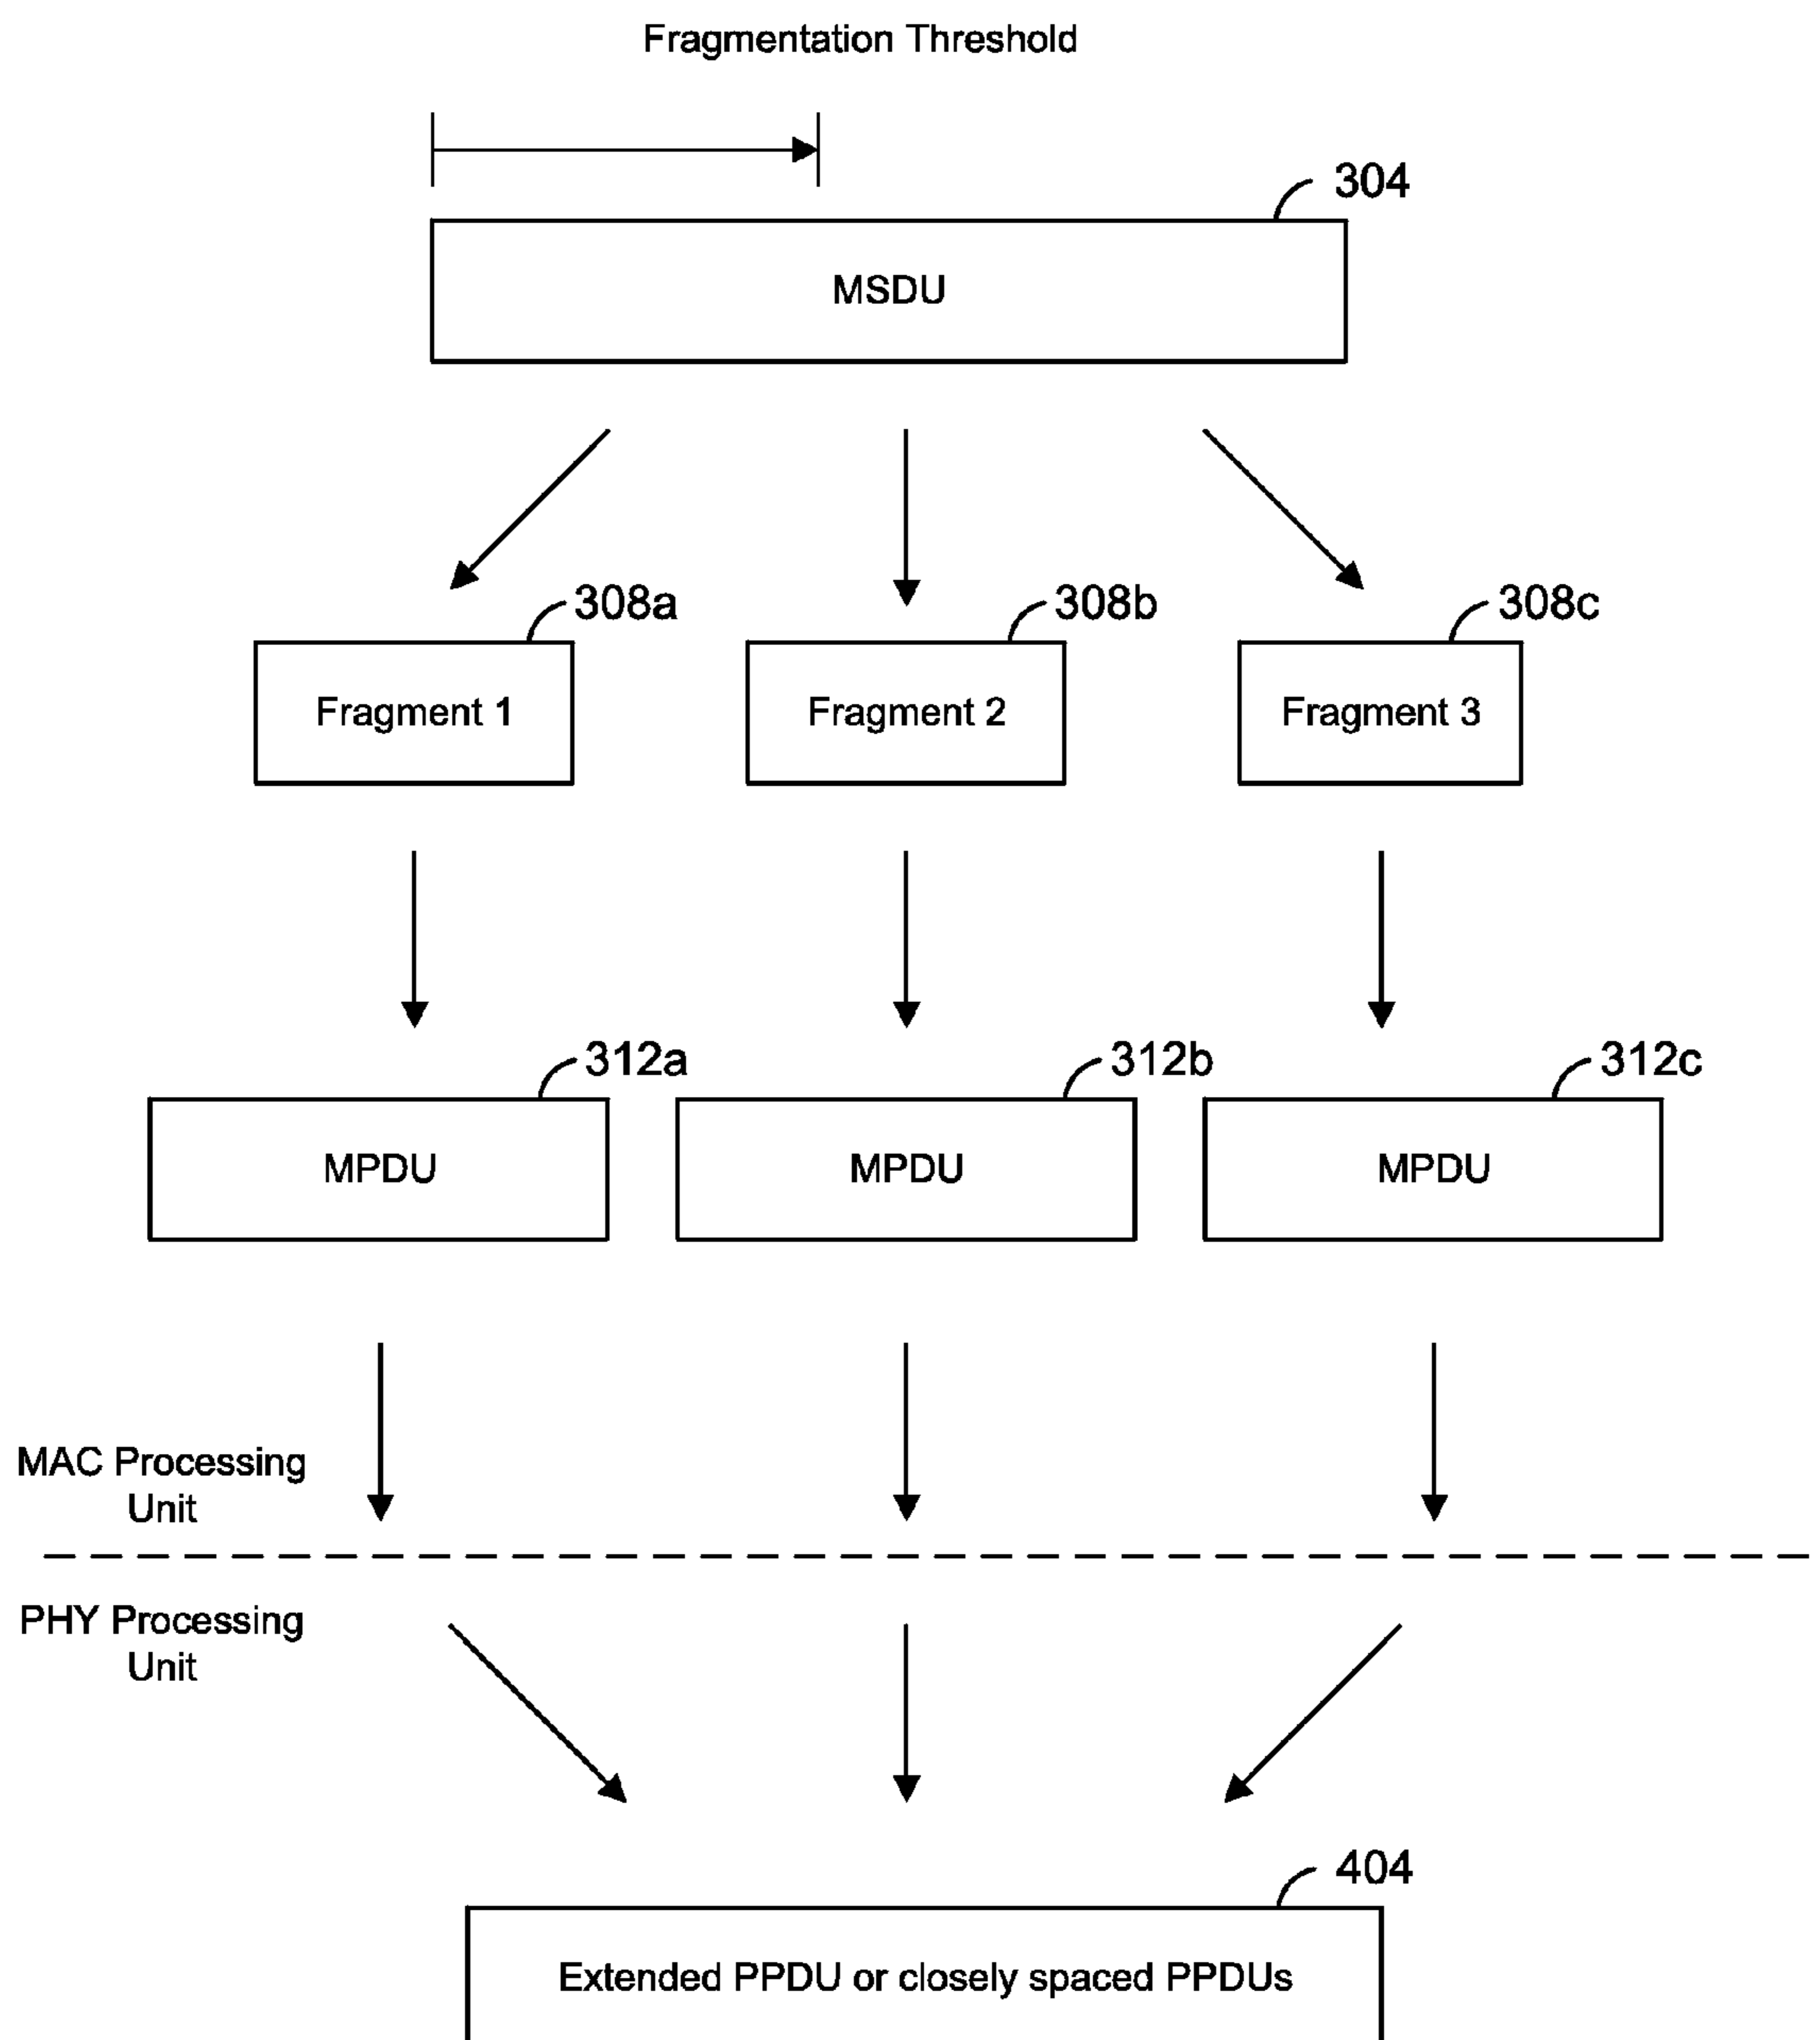 Fragmentation Threshold
304
MSDU
308a
308b
308c
Fragment 1
Fragment 2
Fragment 3
312a
312b
312c
MPDU
MPDU
MPDU
MAC Processing
Unit
PHY Processing
Unit
404
Extended PPDU or closely spaced PPDUs